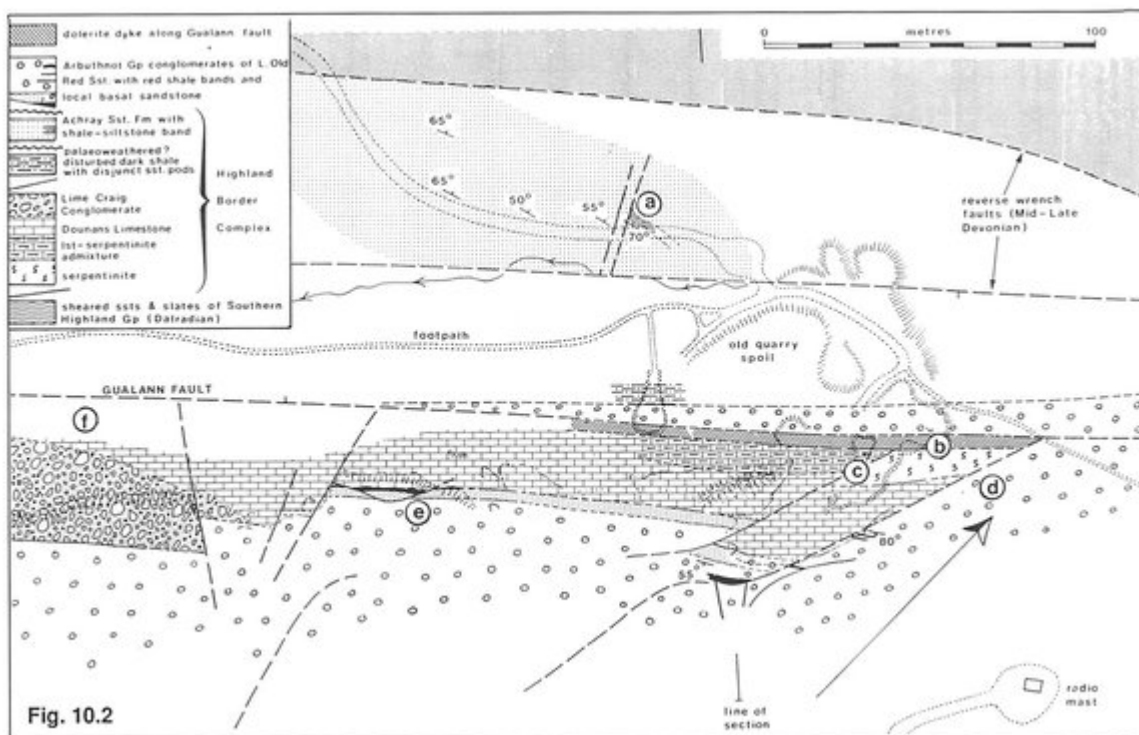 dolerite dyke along Gualann fault
Arbuthnot Gp conglomerates of L. Old
Red Sst. with red shale bands and
local basal sandstone
Achray Sst. Fm with
shale-siltstone band
palaeoweathered?
disturbed dark shale
with disjunct sst. pods
Lime Craig
Conglomerate
Dounans Limestone
lst-serpentinite
admixture
serpentinite
Highland
Border
Complex
sheared ssts & slates of Southern
Highland Gp (Dalradian)
metres
0
100
65°
65°
50°
55°
70°
a
reverse wrench
faults (Mid-Late
Devonian)
footpath
old quarry
spoil
GUALANN FAULT
f
b
c
d
e
80°
55°
line of
section
radio
mast
Fig. 10.2